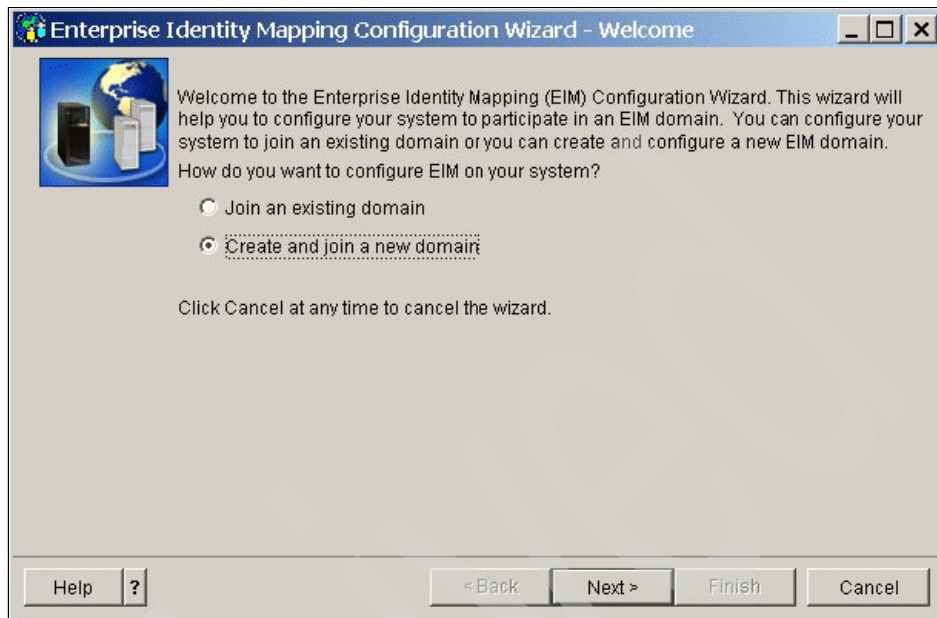 Enterprise Identity Mapping Configuration Wizard - Welcome
Welcome to the Enterprise Identity Mapping (EIM) Configuration Wizard. This wizard will
help you to configure your system to participate in an EIM domain. You can configure your
system to join an existing domain or you can create and configure a new EIM domain.
How do you want to configure EIM on your system?
Join an existing domain
Create and join a new domain
Click Cancel at any time to cancel the wizard.
Help ? < Back Next > Finish Cancel